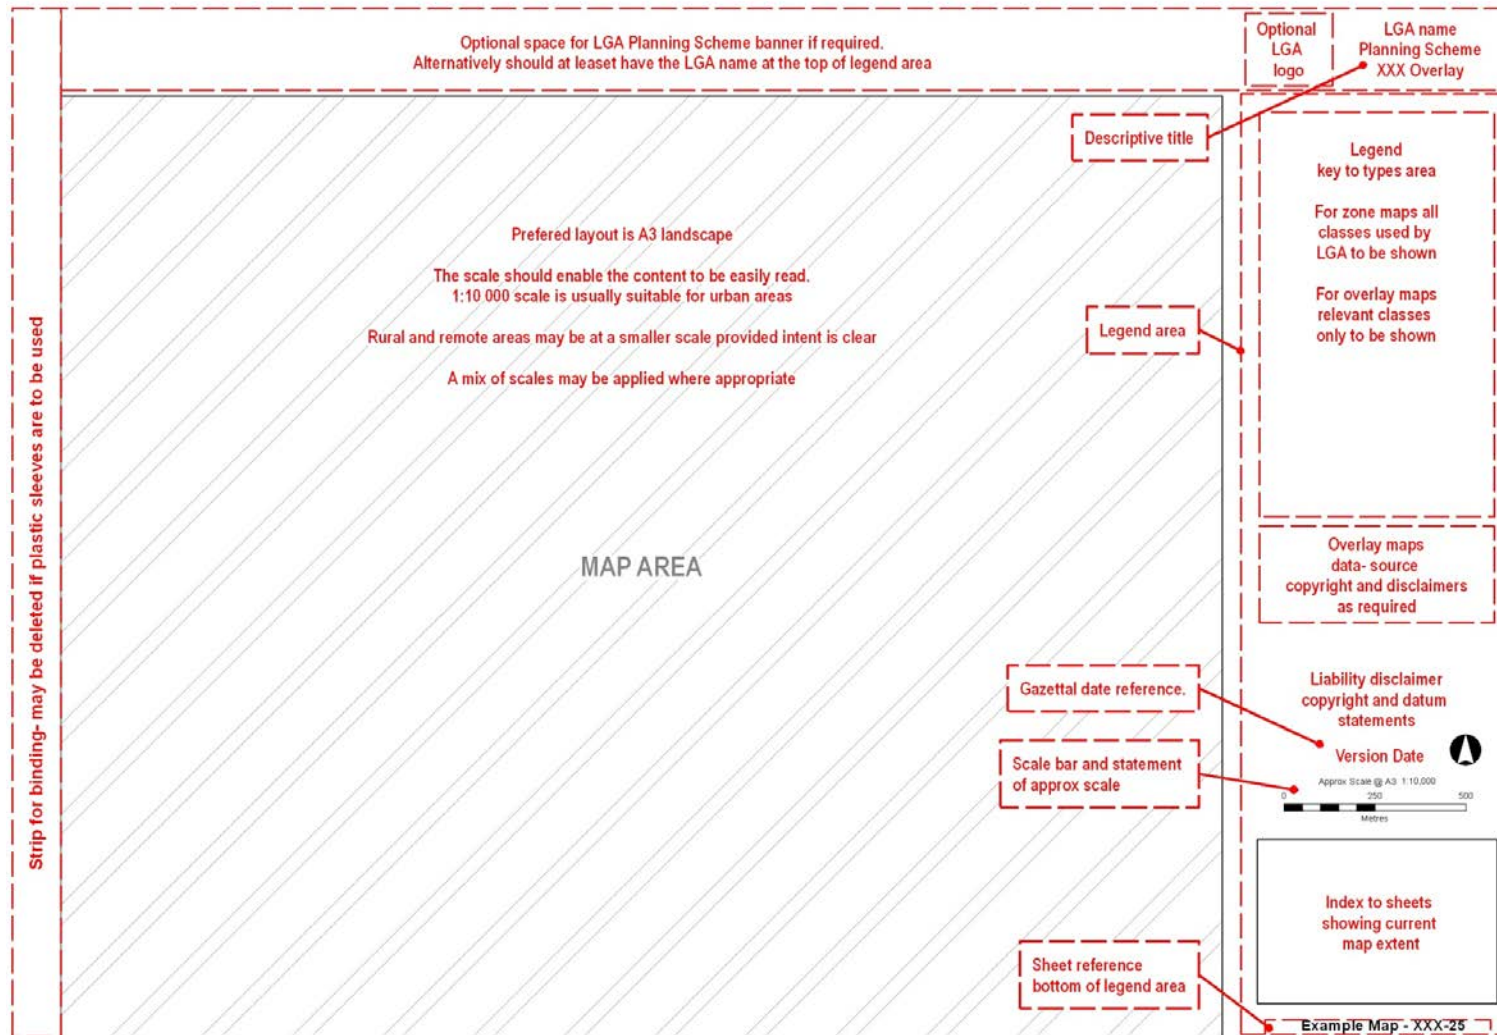 Optional space for LGA Planning Scheme banner if required.
Alternatively should at leaset have the LGA name at the top of legend area
Optional
LGA
logo
LGA name
Planning Scheme
XXX Overlay
Strip for binding- may be deleted if plastic sleeves are to be used
Descriptive title
Prefered layout is A3 landscape
The scale should enable the content to be easily read.
1:10 000 scale is usually suitable for urban areas
Rural and remote areas may be at a smaller scale provided intent is clear
A mix of scales may be applied where appropriate
Legend area
MAP AREA
Legend
key to types area
For zone maps all
classes used by
LGA to be shown
For overlay maps
relevant classes
only to be shown
Overlay maps
data- source
copyright and disclaimers
as required
Gazettal date reference.
Liability disclaimer
copyright and datum
statements
Version Date
Scale bar and statement
of approx scale
Approx Scale @ A3 1:10,000
0 250 500
Metres
Index to sheets
showing current
map extent
Sheet reference
bottom of legend area
Example Map - XXX-25